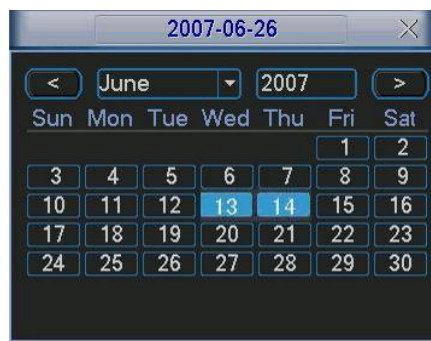 2007-06-26
< June 2007 >
Sun Mon Tue Wed Thu Fri Sat
1 2
3 4 5 6 7 8 9
10 11 12 13 14 15 16
17 18 19 20 21 22 23
24 25 26 27 28 29 30